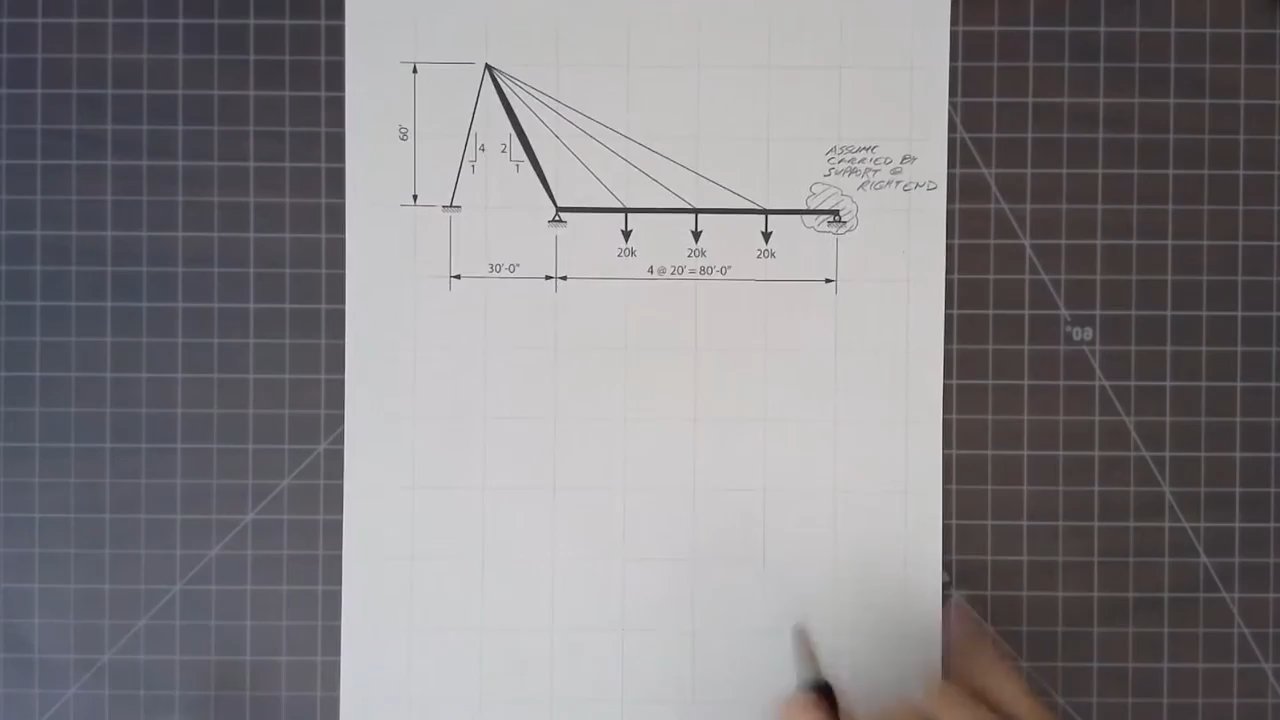 60'
4
2
1
1
ASSUME
CARRIED BY
SUPPORT @
RIGHT END
20k
20k
20k
30'-0"
4 @ 20' = 80'-0"
60°